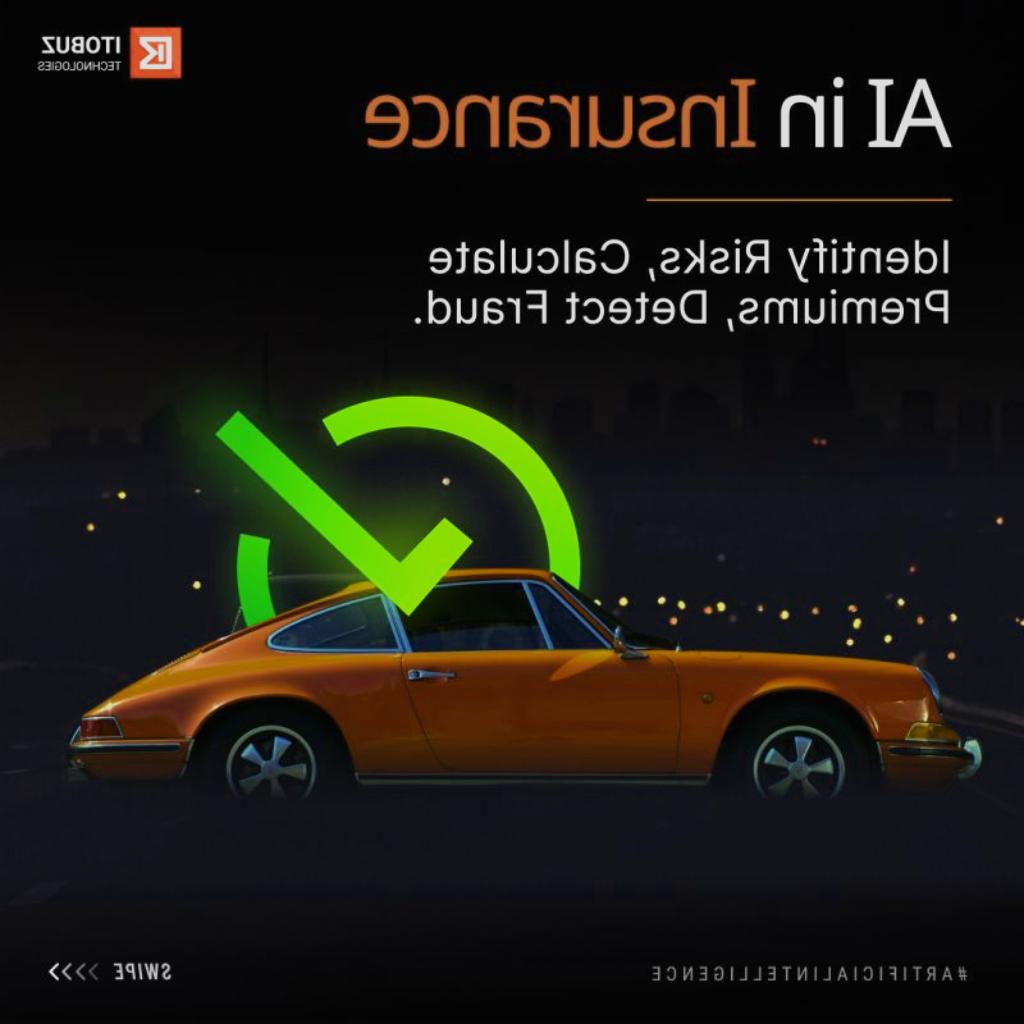 ITOBUZ
TECHNOLOGIES
AI in Insurance
Identify Risks, Calculate
Premiums, Detect Fraud.
#ARTIFICIALINTELLIGENCE
SWIPE